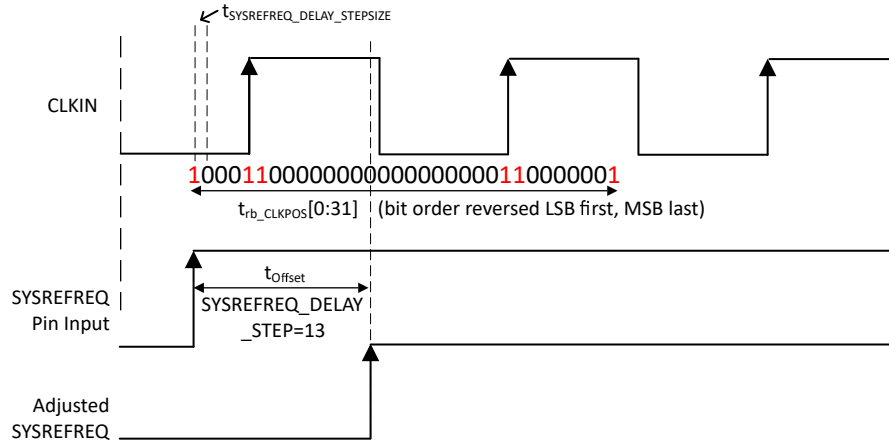 tSYSREFREQ_DELAY_STEPSIZE
CLKIN
10001100000000000000000110000001
trb_CLKPOS[0:31] (bit order reversed LSB first, MSB last)
tOffset
SYSREFREQ
Pin Input
SYSREFREQ_DELAY
_STEP=13
Adjusted
SYSREFREQ